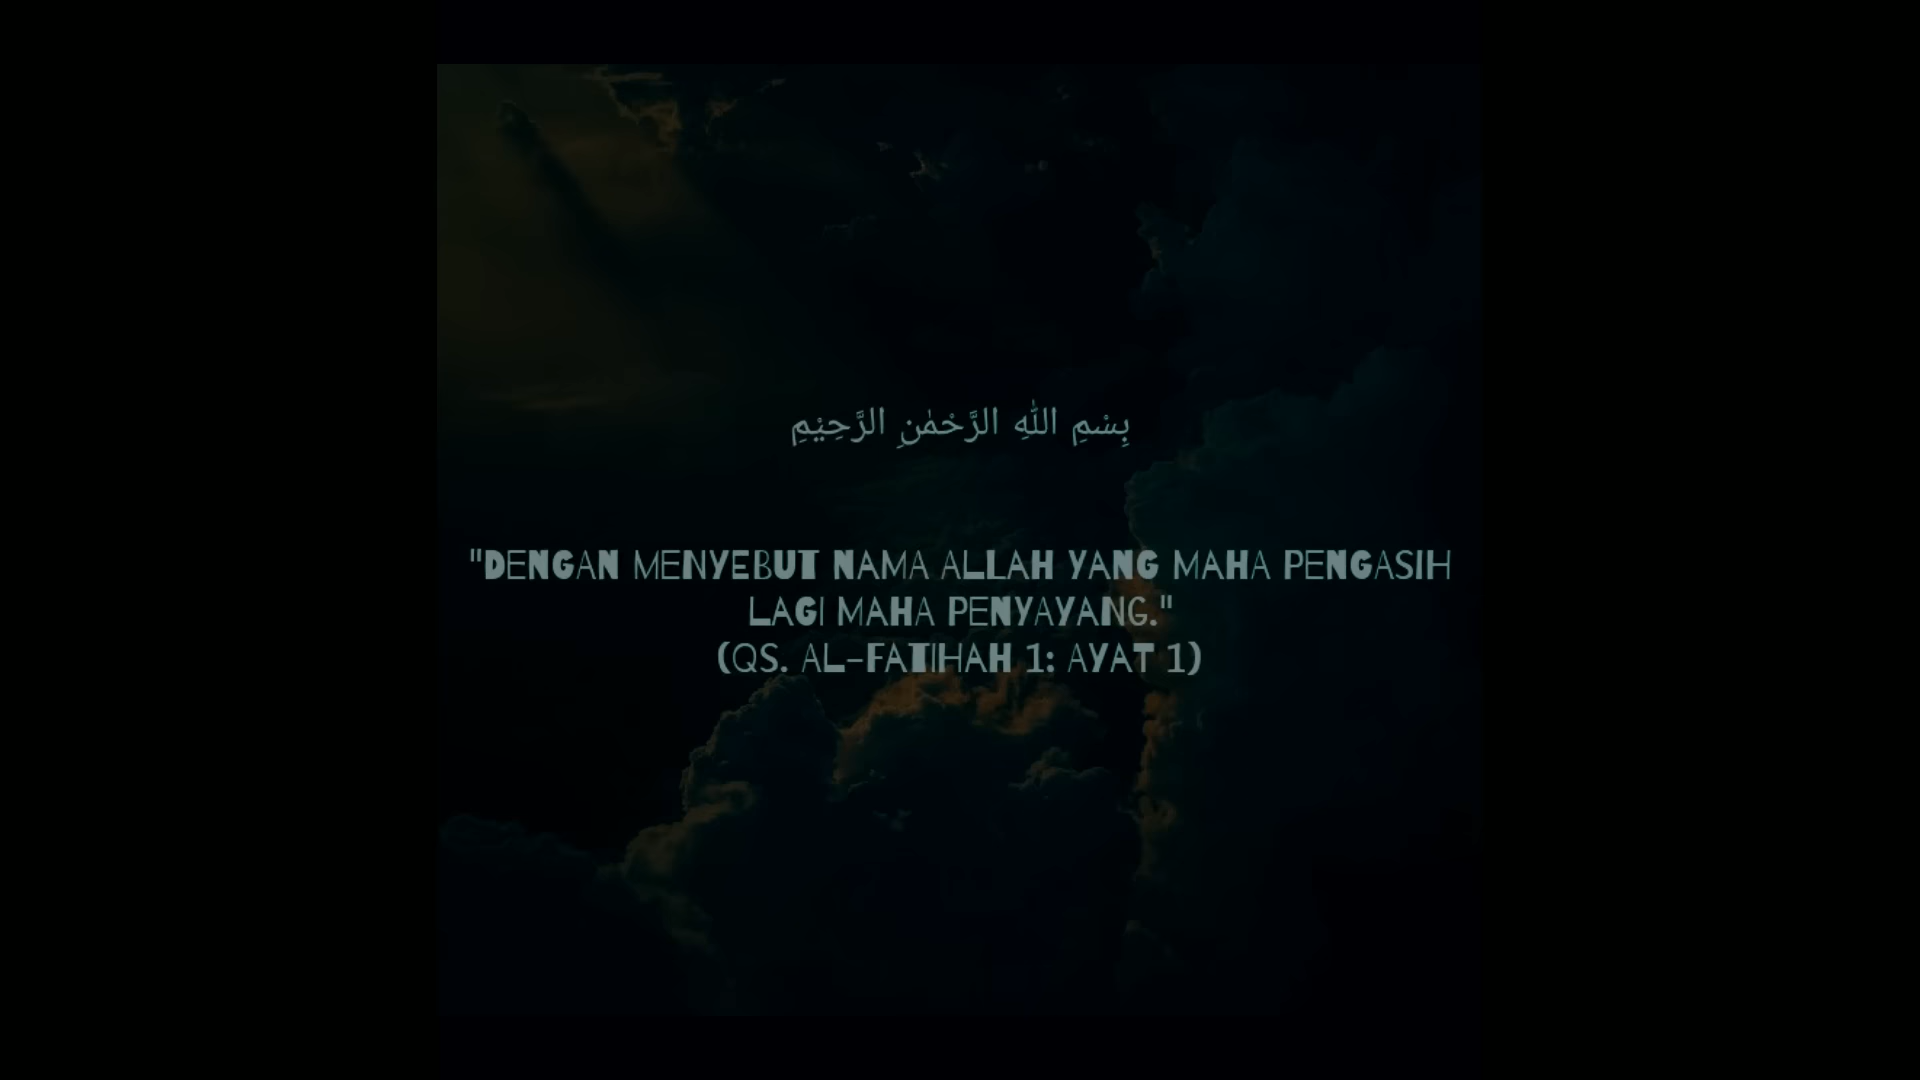 بِسْمِ اللّٰهِ الرَّحْمٰنِ الرَّحِيْمِ
"DENGAN MENYEBUT NAMA ALLAH YANG MAHA PENGASIH
LAGI MAHA PENYAYANG."
(QS. AL-FATIHAH 1: AYAT 1)